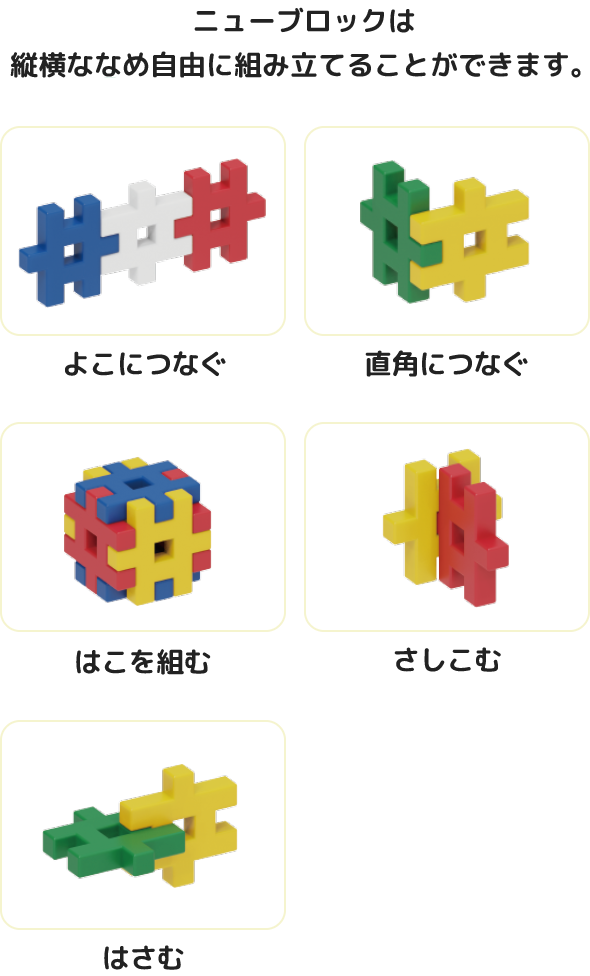 ニューブロックは
縦横ななめ自由に組み立てることができます。
よこにつなぐ
直角につなぐ
はこを組む
さしこむ
はさむ